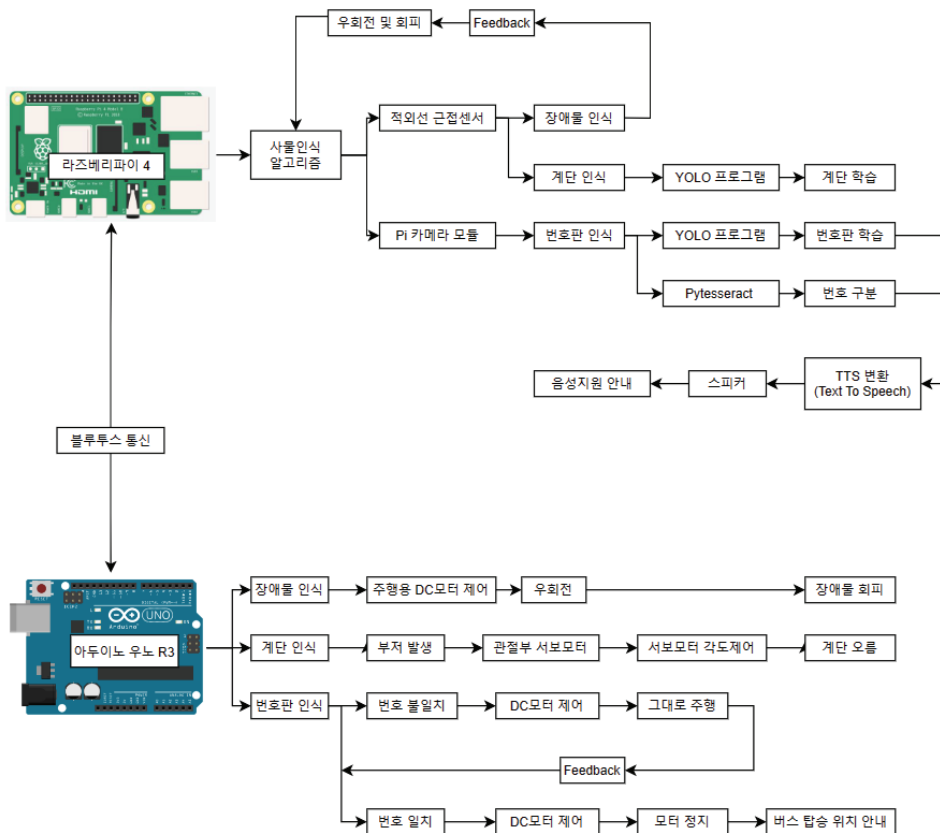 우회전 및 회피
Feedback
라즈베리파이 4
HDMI
사물인식
알고리즘
적외선 근접센서
장애물 인식
계단 인식
YOLO 프로그램
계단 학습
Pi 카메라 모듈
번호판 인식
YOLO 프로그램
번호판 학습
Pytesseract
번호 구분
음성지원 안내
스피커
TTS 변환
(Text To Speech)
블루투스 통신
UNO
Arduino
아두이노 우노 R3
장애물 인식
주행용 DC모터 제어
우회전
장애물 회피
계단 인식
부저 발생
관절부 서보모터
서보모터 각도제어
계단 오름
번호판 인식
번호 불일치
DC모터 제어
그대로 주행
Feedback
번호 일치
DC모터 제어
모터 정지
버스 탑승 위치 안내